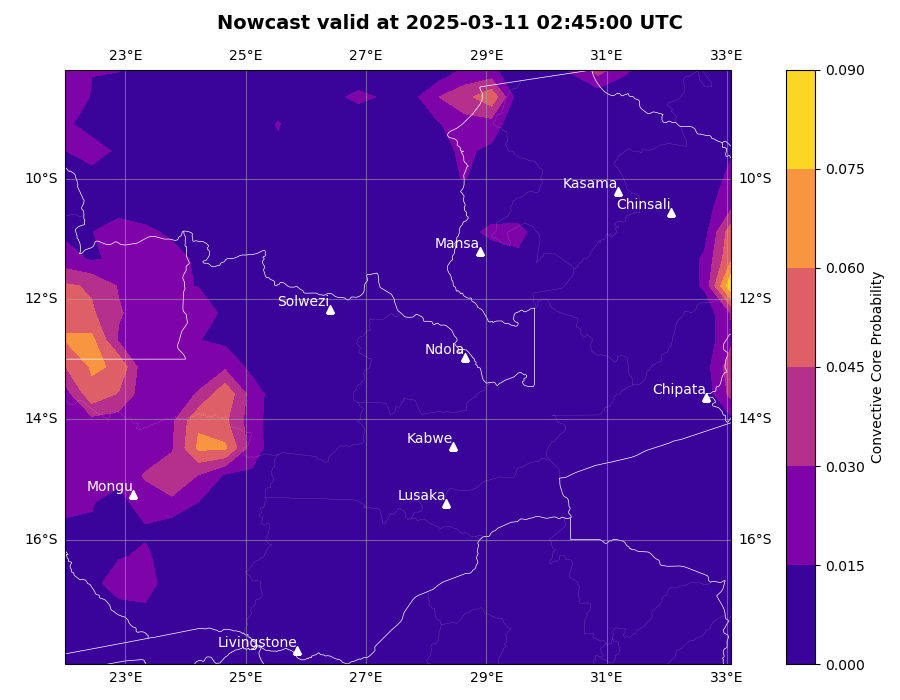 Nowcast valid at 2025-03-11 02:45:00 UTC
23°E 25°E 27°E 29°E 31°E 33°E
0.090
0.075
10°S 10°S
Kasama
Chinsali
Mansa
0.060
12°S 12°S
Solwezi
Ndola
0.045
Chipata
14°S 14°S
Kabwe
0.030
Mongu
Lusaka
16°S 16°S
0.015
Livingstone
0.000
23°E 25°E 27°E 29°E 31°E 33°E
Convective Core Probability